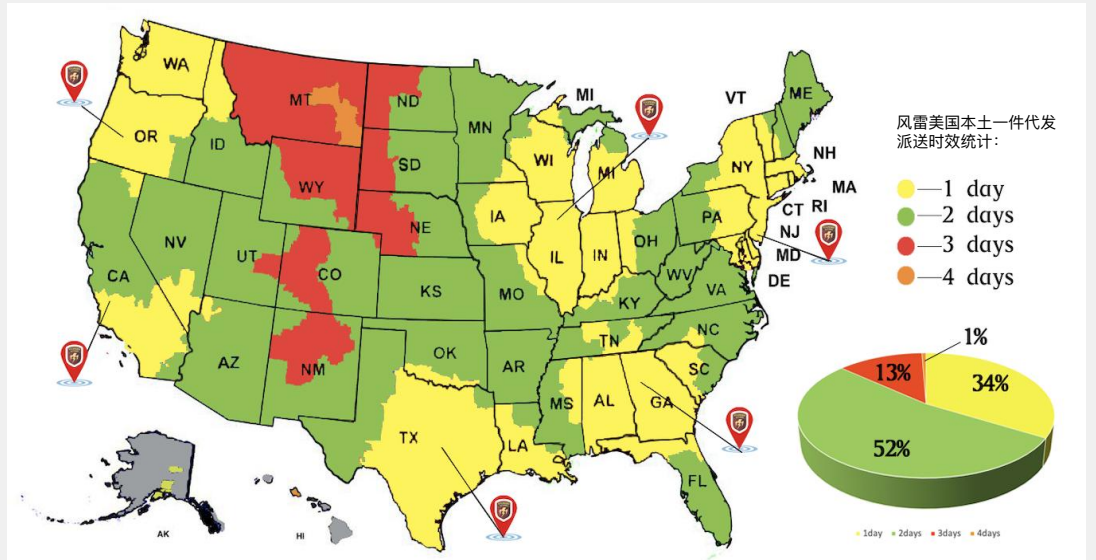 WA
OR
ID
MT
ND
MN
SD
WY
NE
IA
WI
MI
MI
VT
ME
NH
NY
MA
CT
RI
PA
NJ
MD
DE
NV
UT
CA
CO
KS
MO
IL
IN
OH
WV
KY
VA
AZ
NM
OK
AR
TN
NC
SC
MS
AL
GA
TX
LA
FL
AK
HI
风雷美国本土一件代发
派送时效统计：
1 day
2 days
3 days
4 days
1%
13%
34%
52%
1day 2days 3days 4days